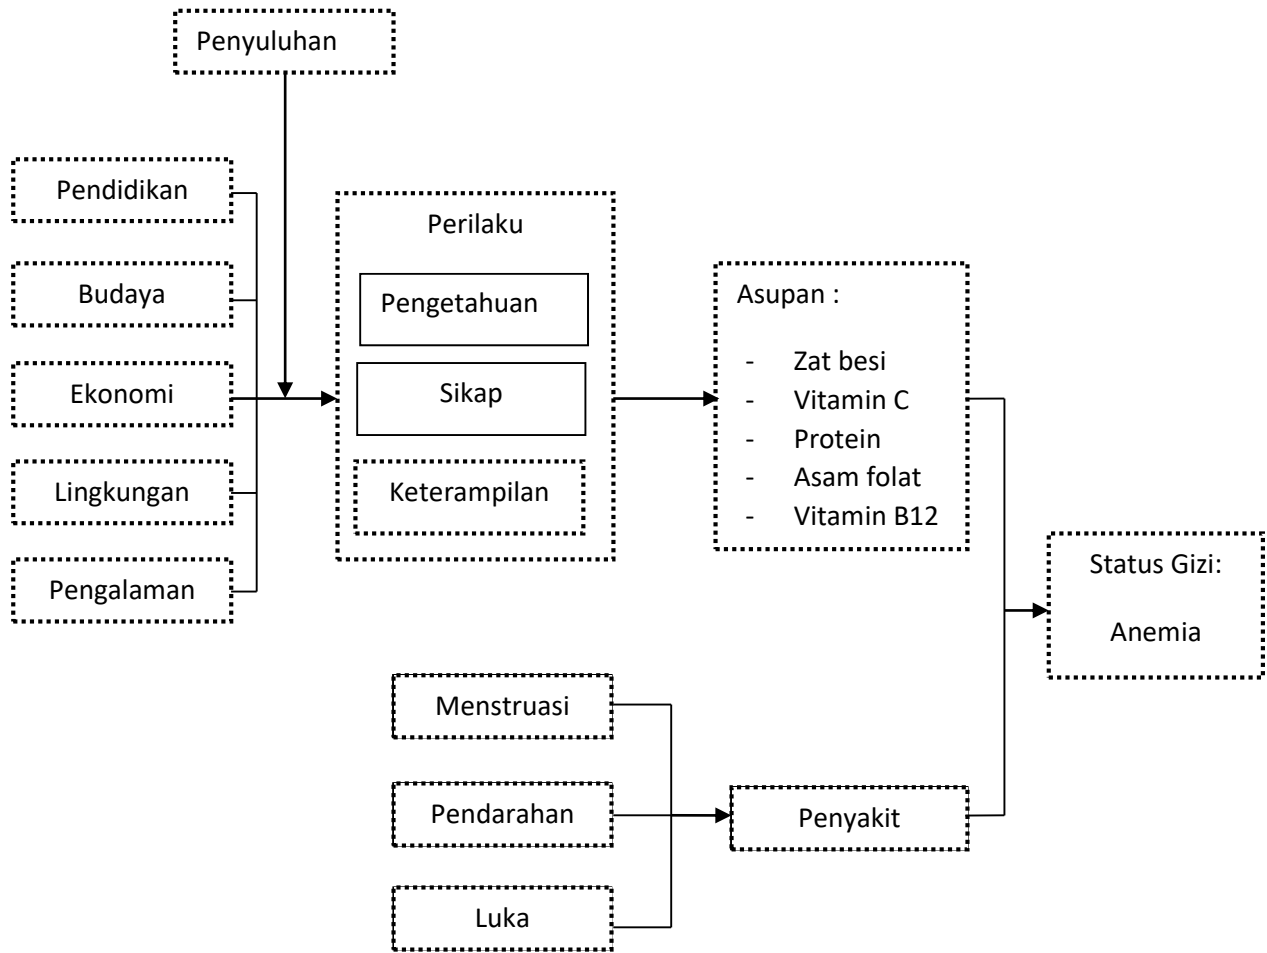 Penyuluhan
Pendidikan
Budaya
Ekonomi
Lingkungan
Pengalaman
Perilaku
Pengetahuan
Sikap
Keterampilan
Asupan :
- Zat besi
- Vitamin C
- Protein
- Asam folat
- Vitamin B12
Status Gizi:
Anemia
Menstruasi
Pendarahan
Luka
Penyakit